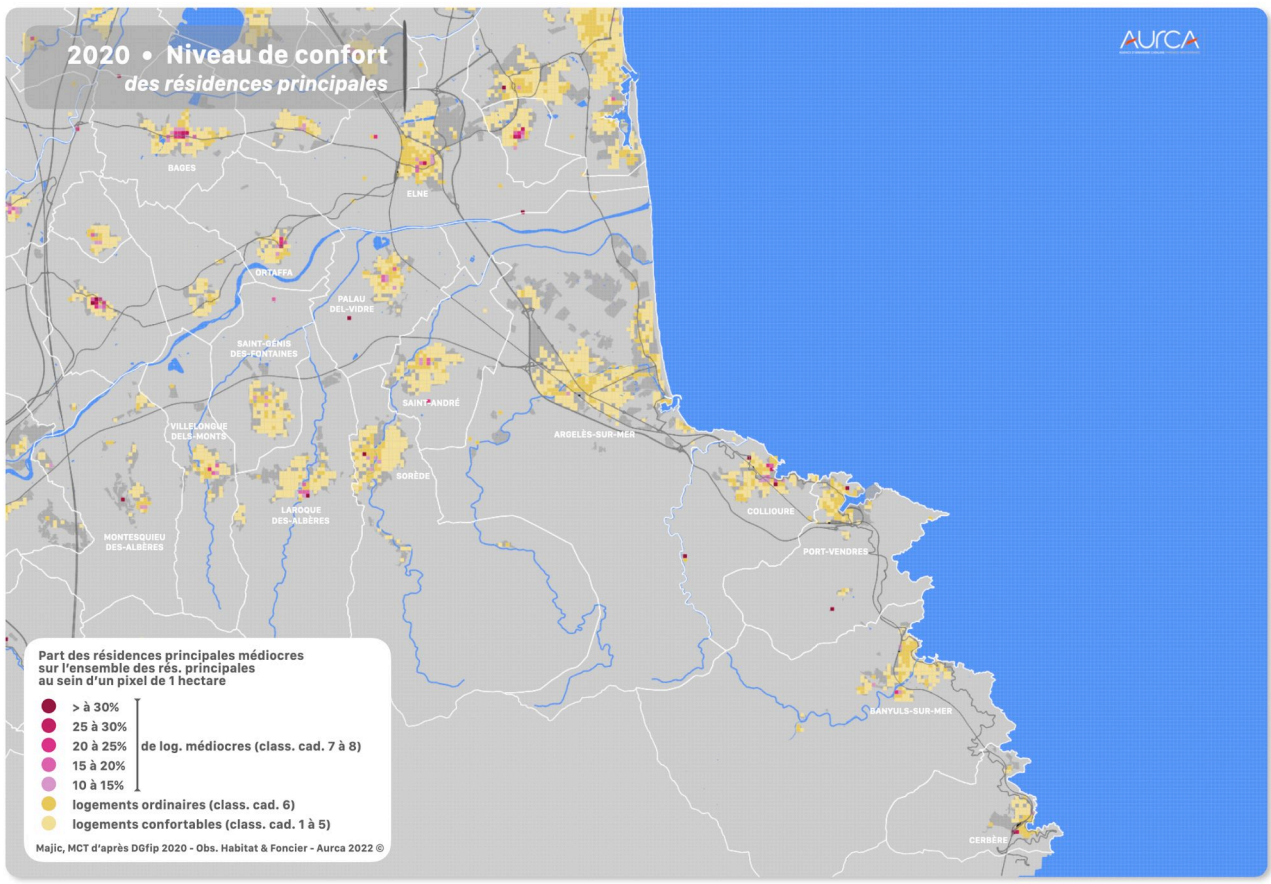 2020 • Niveau de confort
des résidences principales
AURCA
BAGES
ELNE
ORTAFFA
PALAU
DEL-VIDRE
SAINT-GÉNIS
DES-FONTAINES
SAINT-ANDRÉ
VILLELONGUE
DELS-MONTS
ARGELÈS-SUR-MER
SORÈDE
LAROQUE
DES-ALBÈRES
COLLIOURE
MONTESQUIEU
DES-ALBÈRES
PORT-VENDRES
BANYULS-SUR-MER
CERBÈRE
Part des résidences principales médiocres
sur l'ensemble des rés. principales
au sein d'un pixel de 1 hectare
> à 30%
25 à 30%
20 à 25%
de log. médiocres (class. cad. 7 à 8)
15 à 20%
10 à 15%
logements ordinaires (class. cad. 6)
logements confortables (class. cad. 1 à 5)
Majic, MCT d'après DGfip 2020 - Obs. Habitat & Foncier - Aurca 2022 ©